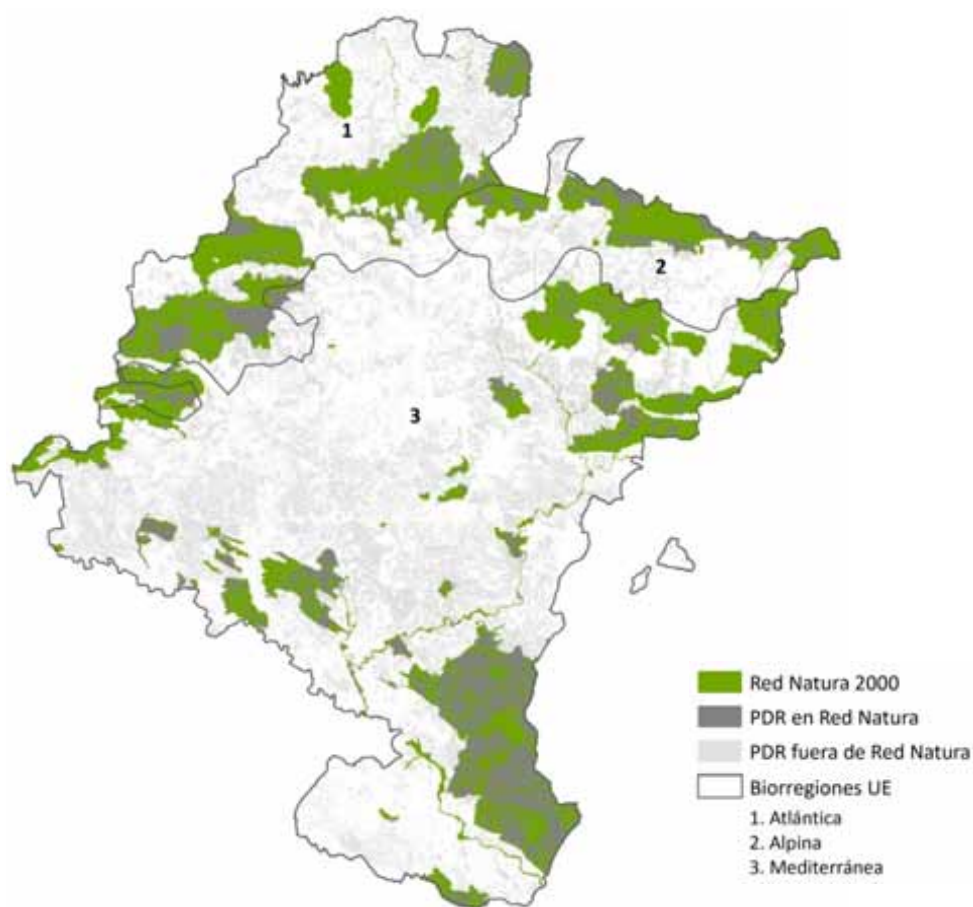 1
2
3
Red Natura 2000
PDR en Red Natura
PDR fuera de Red Natura
Biorregiones UE
1. Atlántica
2. Alpina
3. Mediterránea